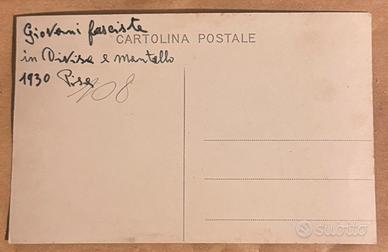 Giovani fasciste
CARTOLINA POSTALE
in Divisa e mantello
1930 Pisa
108
subito